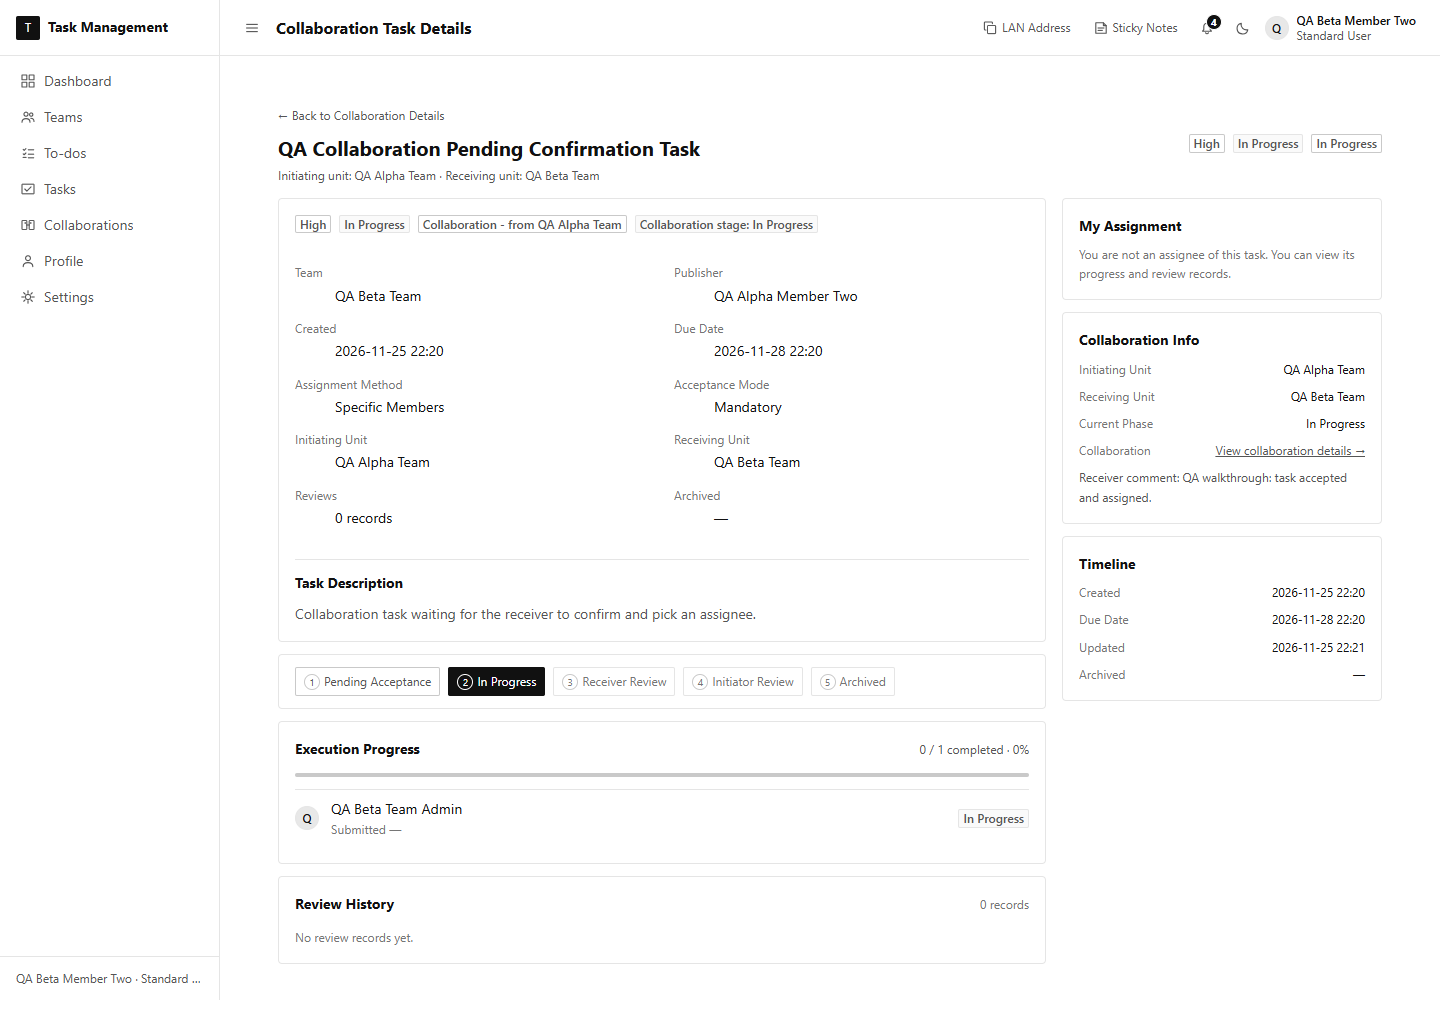 T Task Management
Dashboard
Teams
To-dos
Tasks
Collaborations
Profile
Settings
QA Beta Member Two · Standard ...
Collaboration Task Details
LAN Address
Sticky Notes
4
Q
QA Beta Member Two
Standard User
← Back to Collaboration Details
QA Collaboration Pending Confirmation Task
Initiating unit: QA Alpha Team · Receiving unit: QA Beta Team
High In Progress In Progress
High In Progress Collaboration - from QA Alpha Team Collaboration stage: In Progress
Team
QA Beta Team
Publisher
QA Alpha Member Two
Created
2026-11-25 22:20
Due Date
2026-11-28 22:20
Assignment Method
Specific Members
Acceptance Mode
Mandatory
Initiating Unit
QA Alpha Team
Receiving Unit
QA Beta Team
Reviews
0 records
Archived
—
Task Description
Collaboration task waiting for the receiver to confirm and pick an assignee.
1 Pending Acceptance 2 In Progress 3 Receiver Review 4 Initiator Review 5 Archived
Execution Progress 0 / 1 completed · 0%
Q
QA Beta Team Admin
Submitted —
In Progress
Review History 0 records
No review records yet.
My Assignment
You are not an assignee of this task. You can view its
progress and review records.
Collaboration Info
Initiating Unit QA Alpha Team
Receiving Unit QA Beta Team
Current Phase In Progress
Collaboration View collaboration details →
Receiver comment: QA walkthrough: task accepted
and assigned.
Timeline
Created 2026-11-25 22:20
Due Date 2026-11-28 22:20
Updated 2026-11-25 22:21
Archived —